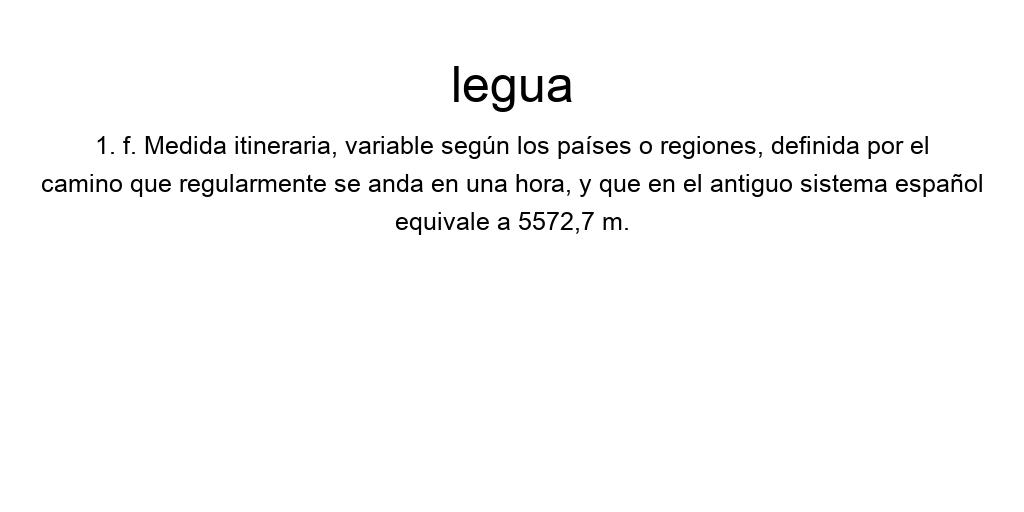 legua
1. f. Medida itineraria, variable según los países o regiones, definida por el
camino que regularmente se anda en una hora, y que en el antiguo sistema español
equivale a 5572,7 m.